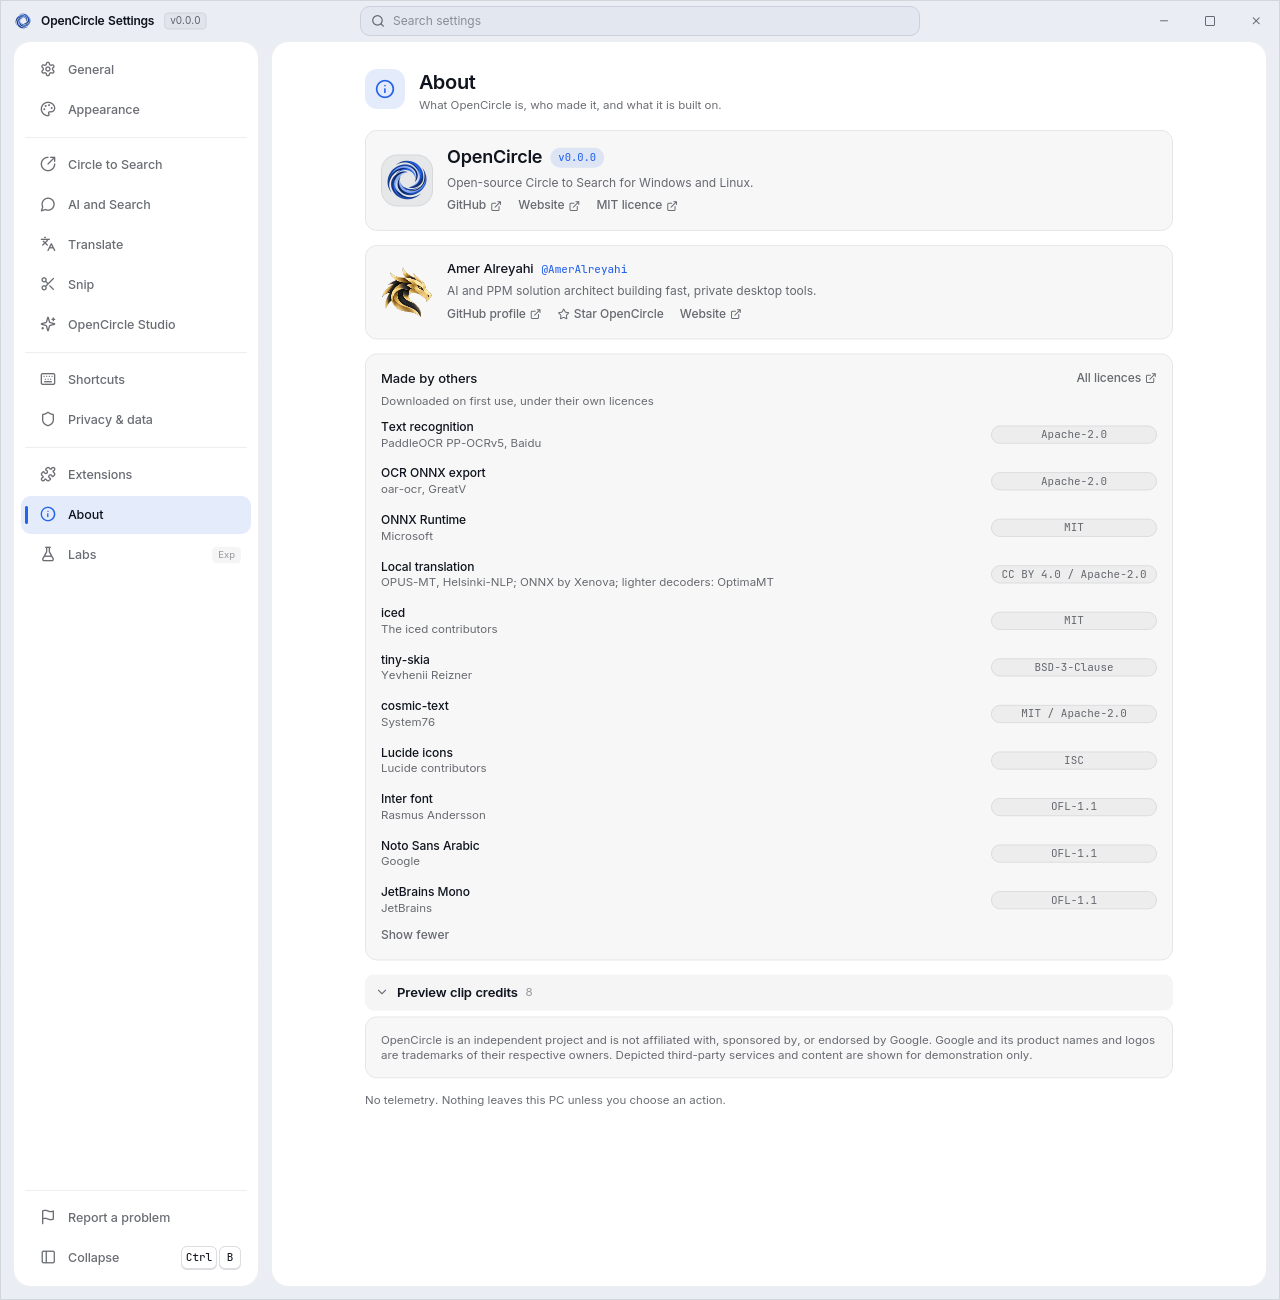 OpenCircle Settings v0.0.0
Search settings
General
Appearance
Circle to Search
AI and Search
Translate
Snip
OpenCircle Studio
Shortcuts
Privacy & data
Extensions
About
Labs Exp
Report a problem
Collapse Ctrl B
About
What OpenCircle is, who made it, and what it is built on.
OpenCircle v0.0.0
Open-source Circle to Search for Windows and Linux.
GitHub Website MIT licence
Amer Alreyahi @AmerAlreyahi
AI and PPM solution architect building fast, private desktop tools.
GitHub profile Star OpenCircle Website
Made by others All licences
Downloaded on first use, under their own licences
Text recognition
PaddleOCR PP-OCRv5, Baidu
Apache-2.0
OCR ONNX export
oar-ocr, GreatV
Apache-2.0
ONNX Runtime
Microsoft
MIT
Local translation
OPUS-MT, Helsinki-NLP; ONNX by Xenova; lighter decoders: OptimaMT
CC BY 4.0 / Apache-2.0
iced
The iced contributors
MIT
tiny-skia
Yevhenii Reizner
BSD-3-Clause
cosmic-text
System76
MIT / Apache-2.0
Lucide icons
Lucide contributors
ISC
Inter font
Rasmus Andersson
OFL-1.1
Noto Sans Arabic
Google
OFL-1.1
JetBrains Mono
JetBrains
OFL-1.1
Show fewer
Preview clip credits 8
OpenCircle is an independent project and is not affiliated with, sponsored by, or endorsed by Google. Google and its product names and logos
are trademarks of their respective owners. Depicted third-party services and content are shown for demonstration only.
No telemetry. Nothing leaves this PC unless you choose an action.